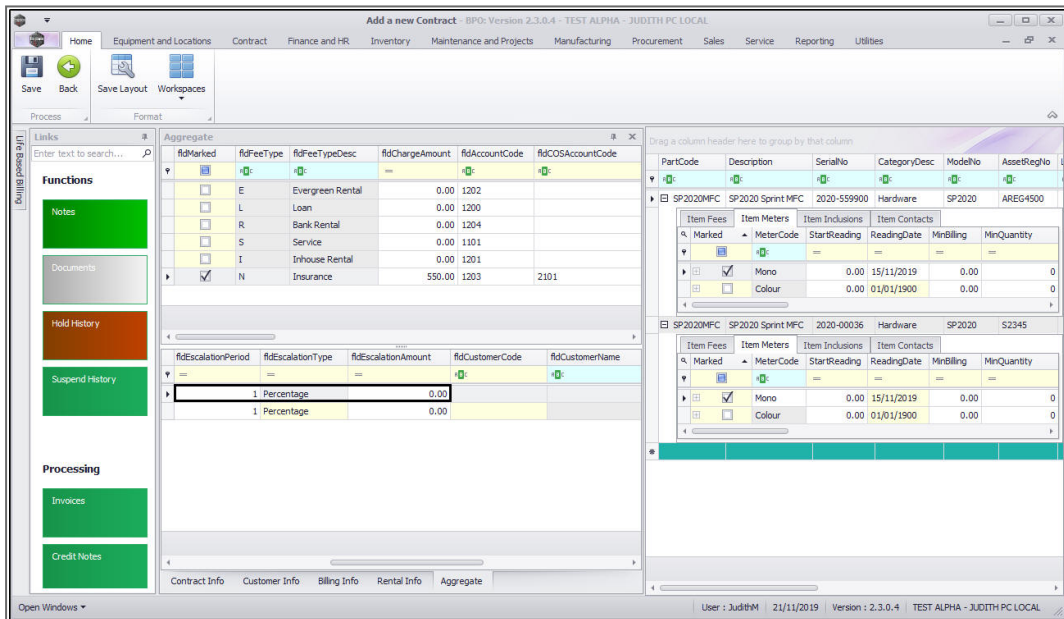 Add a new Contract - BPO: Version 2.3.0.4 - TEST ALPHA - JUDITH PC LOCAL
Home Equipment and Locations Contract Finance and HR Inventory Maintenance and Projects Manufacturing Procurement Sales Service Reporting Utilities
Save Back Save Layout Workspaces
Process Format
Life Based Billing
Links
Enter text to search...
Functions
Notes
Documents
Hold History
Suspend History
Processing
Invoices
Credit Notes
Aggregate
fldMarked fldFeeType fldFeeTypeDesc fldChargeAmount fldAccountCode fldCOSAccountCode
=
E Evergreen Rental 0.00 1202
L Loan 0.00 1200
R Bank Rental 0.00 1204
S Service 0.00 1101
I Inhouse Rental 0.00 1201
N Insurance 550.00 1203 2101
fldEscalationPeriod fldEscalationType fldEscalationAmount fldCustomerCode fldCustomerName
= = =
1 Percentage 0.00
1 Percentage 0.00
Contract Info Customer Info Billing Info Rental Info Aggregate
Drag a column header here to group by that column
PartCode Description SerialNo CategoryDesc ModelNo AssetRegNo
SP2020MFC SP2020 Sprint MFC 2020-559900 Hardware SP2020 AREG4500
Item Fees Item Meters Item Inclusions Item Contacts
Marked MeterCode StartReading ReadingDate MinBilling MinQuantity
= = = =
Mono 0.00 15/11/2019 0.00 0
Colour 0.00 01/01/1900 0.00 0
SP2020MFC SP2020 Sprint MFC 2020-00036 Hardware SP2020 S2345
Item Fees Item Meters Item Inclusions Item Contacts
Marked MeterCode StartReading ReadingDate MinBilling MinQuantity
= = = =
Mono 0.00 15/11/2019 0.00 0
Colour 0.00 01/01/1900 0.00 0
Open Windows
User : JudithM 21/11/2019 Version : 2.3.0.4 TEST ALPHA - JUDITH PC LOCAL